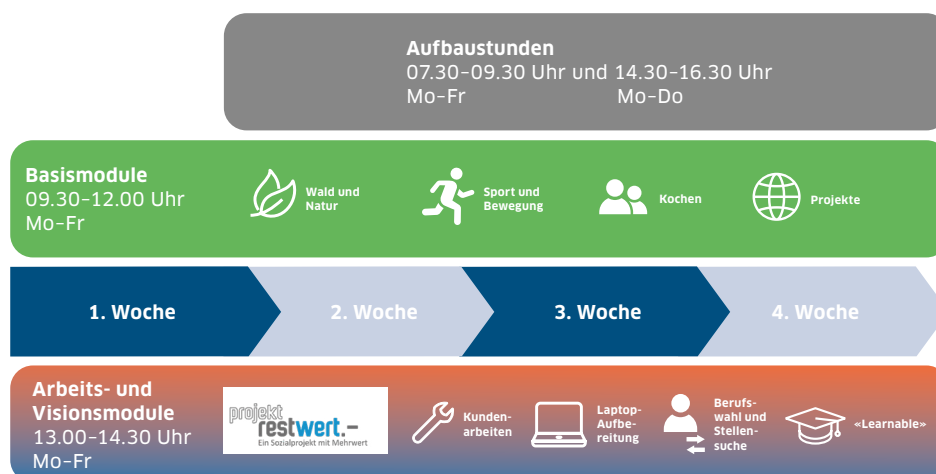 Aufbaustunden
07.30–09.30 Uhr und 14.30–16.30 Uhr
Mo–Fr Mo–Do
Basismodule
09.30–12.00 Uhr
Mo–Fr
Wald und
Natur
Sport und
Bewegung
Kochen
Projekte
1. Woche
2. Woche
3. Woche
4. Woche
Arbeits- und
Visionsmodule
13.00–14.30 Uhr
Mo–Fr
projekt
restwert.–
Ein Sozialprojekt mit Mehrwert
Kunden-
arbeiten
Laptop-
Aufbe-
reitung
Berufs-
wahl und
Stellen-
suche
«Learnable»